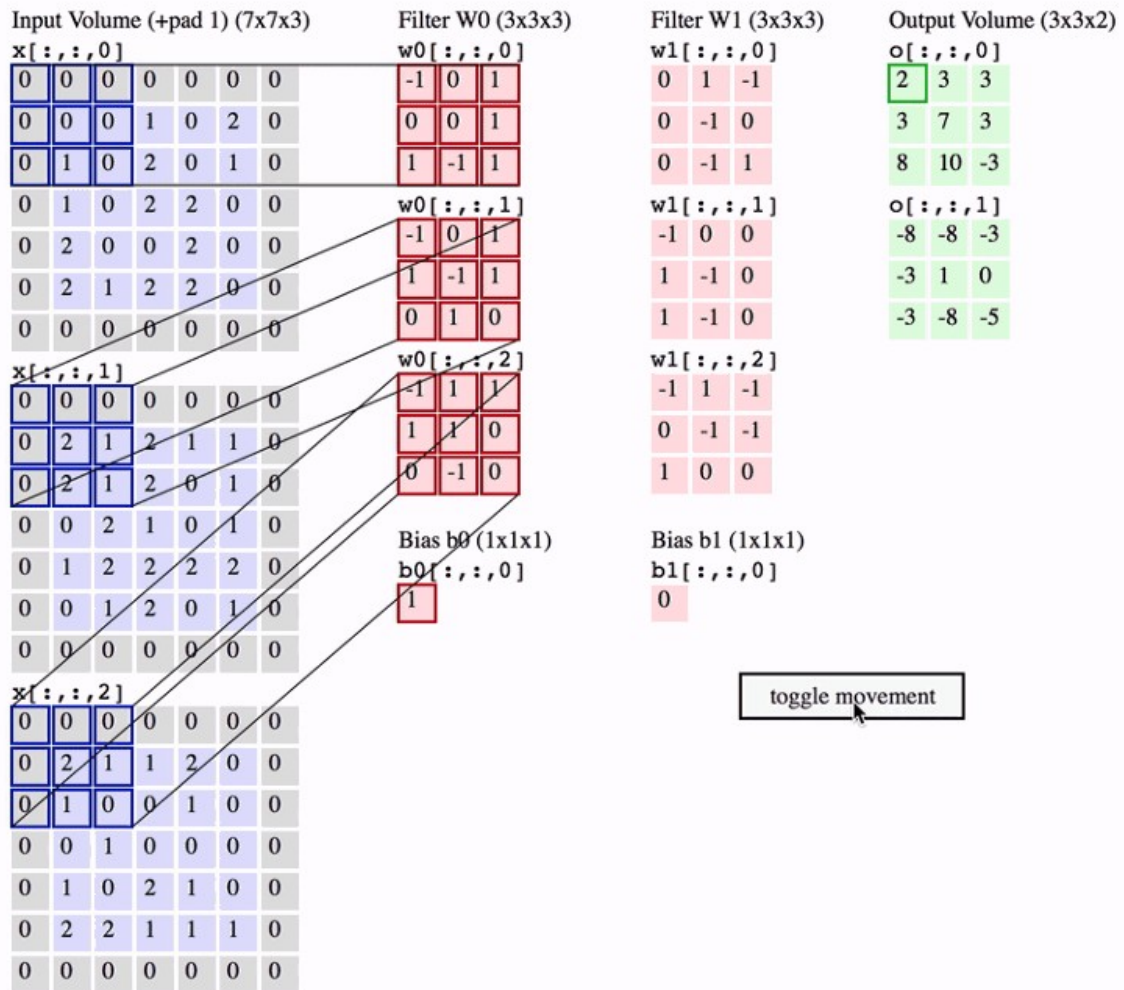 Input Volume (+pad 1) (7x7x3)
x[:,:,0]
0 0 0 0 0 0 0
0 0 0 1 0 2 0
0 1 0 2 0 1 0
0 1 0 2 2 0 0
0 2 0 0 2 0 0
0 2 1 2 2 0 0
0 0 0 0 0 0 0
x[:,:,1]
0 0 0 0 0 0 0
0 2 1 2 1 1 0
0 2 1 2 0 1 0
0 0 2 1 0 1 0
0 1 2 2 2 2 0
0 0 1 2 0 1 0
0 0 0 0 0 0 0
x[:,:,2]
0 0 0 0 0 0 0
0 2 1 1 2 0 0
0 1 0 0 1 0 0
0 0 1 0 0 0 0
0 1 0 2 1 0 0
0 2 2 1 1 1 0
0 0 0 0 0 0 0
Filter W0 (3x3x3)
w0[:,:,0]
-1 0 1
0 0 1
1 -1 1
w0[:,:,1]
-1 0 1
1 -1 1
0 1 0
w0[:,:,2]
-1 1 1
1 1 0
0 -1 0
Bias b0 (1x1x1)
b0[:,:,0]
1
Filter W1 (3x3x3)
w1[:,:,0]
0 1 -1
0 -1 0
0 -1 1
w1[:,:,1]
-1 0 0
1 -1 0
1 -1 0
w1[:,:,2]
-1 1 -1
0 -1 -1
1 0 0
Bias b1 (1x1x1)
b1[:,:,0]
0
Output Volume (3x3x2)
o[:,:,0]
2 3 3
3 7 3
8 10 -3
o[:,:,1]
-8 -8 -3
-3 1 0
-3 -8 -5
toggle movement